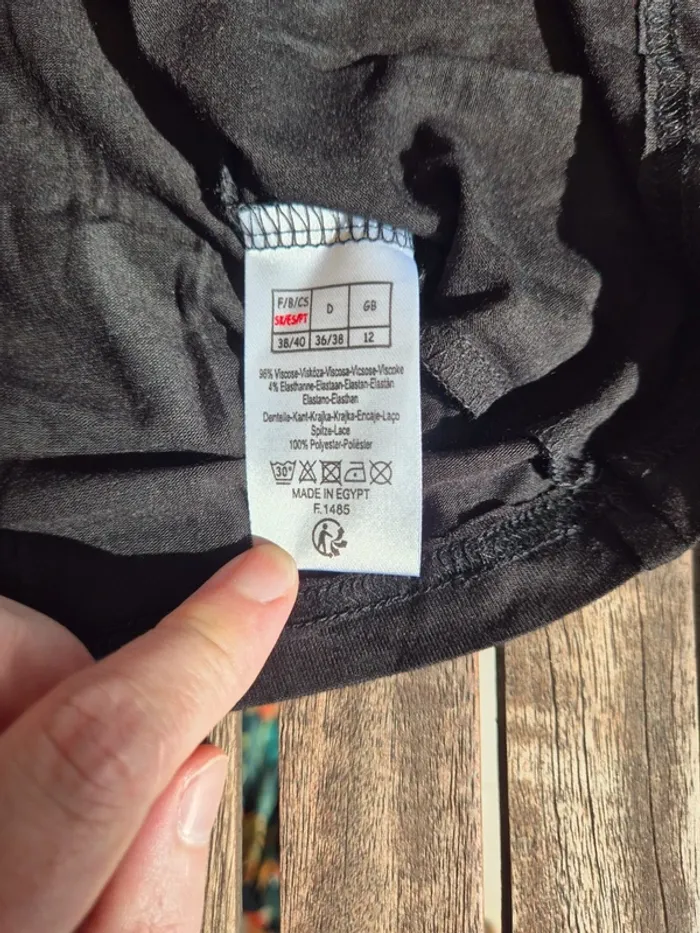 F/B/CS D GB
SK/ES/PT
38/40 36/38 12
96% Viscose-Viskóza-Viscosa-Vicsose-Viscoke
4% Elasthanne-Elastaan-Elastan-Elastán
Elastano-Elasthan
Dentelle-Kant-Krajka-Krajka-Encaje-Laço
Spitze-Lace
100% Polyester-Poliéster
30°
MADE IN EGYPT
F.1485